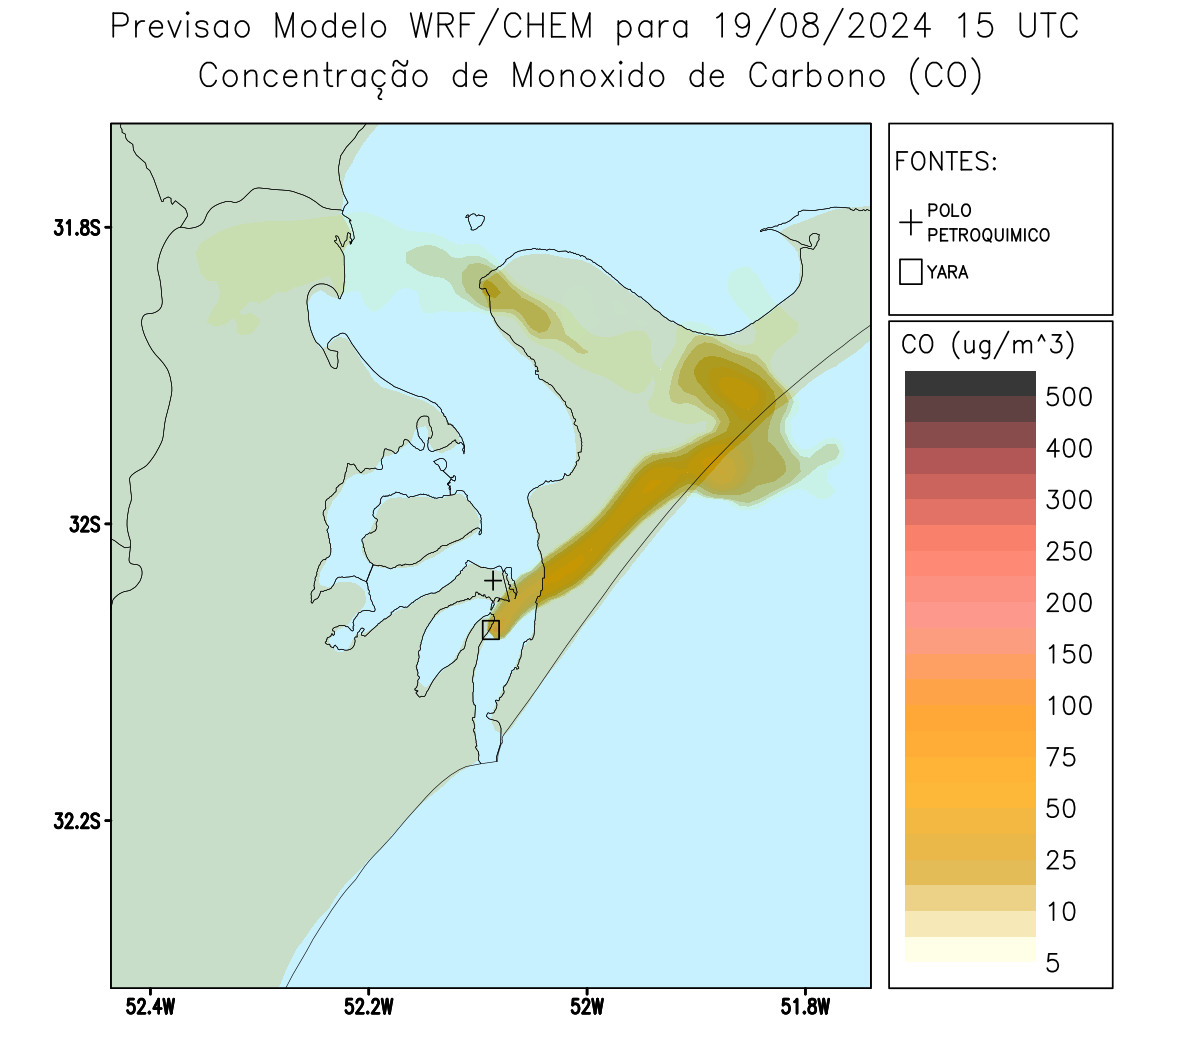 Previsao Modelo WRF/CHEM para 19/08/2024 15 UTC
Concentração de Monoxido de Carbono (CO)
FONTES:
POLO
PETROQUIMICO
YARA
CO (ug/m^3)
500
400
300
250
200
150
100
75
50
25
10
5
31.8S
32S
32.2S
52.4W
52.2W
52W
51.8W